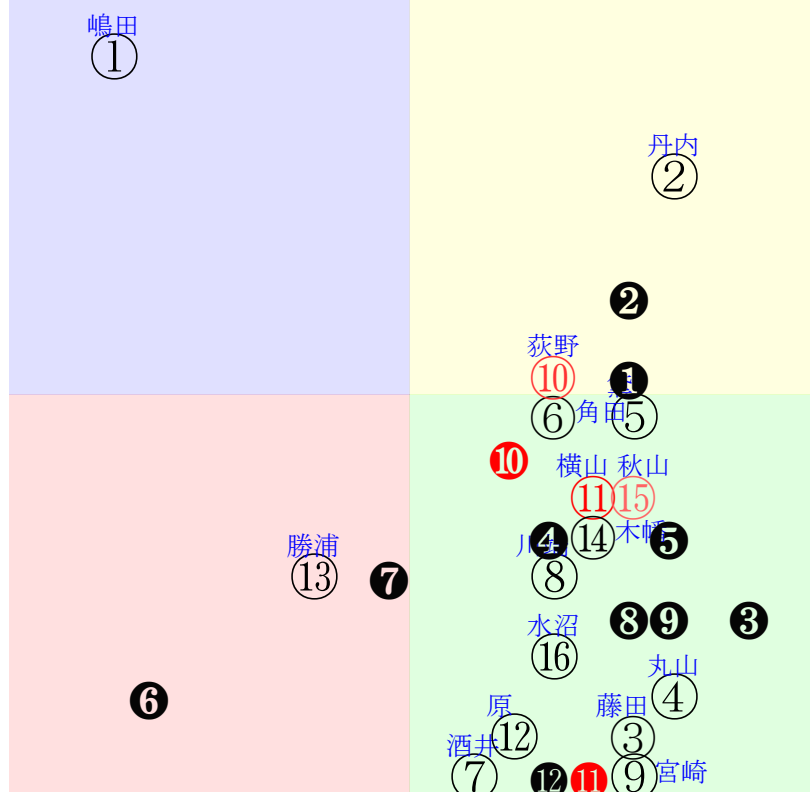 嶋田
①
丹内
②
❷
荻野
⑩
❶
⑥
角田
⑤
❿
横山
秋山
⑪
⑮
⑭
木幡
❹
❺
川
⑧
勝浦
⑬
❼
❽
❾
❸
水沼
⑯
丸山
④
❻
原
⑫
藤田
③
酒井
⑦
⓬
⓫
⑨
宮崎